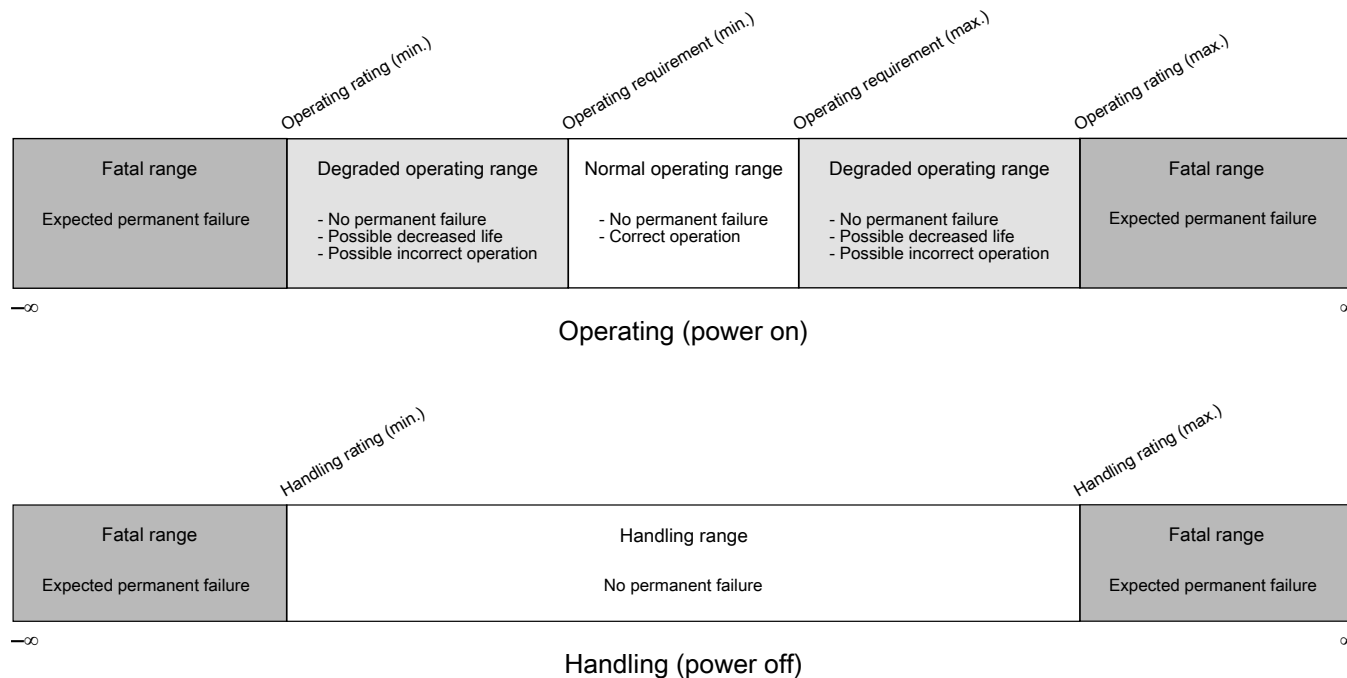 Operating rating (min.)
Operating requirement (min.)
Operating requirement (max.)
Operating rating (max.)
Fatal range
Degraded operating range
Normal operating range
Degraded operating range
Fatal range
Expected permanent failure
- No permanent failure
- Possible decreased life
- Possible incorrect operation
- No permanent failure
- Correct operation
- No permanent failure
- Possible decreased life
- Possible incorrect operation
Expected permanent failure
–∞
∞
Operating (power on)
Handling rating (min.)
Handling rating (max.)
Fatal range
Handling range
Fatal range
Expected permanent failure
No permanent failure
Expected permanent failure
–∞
∞
Handling (power off)